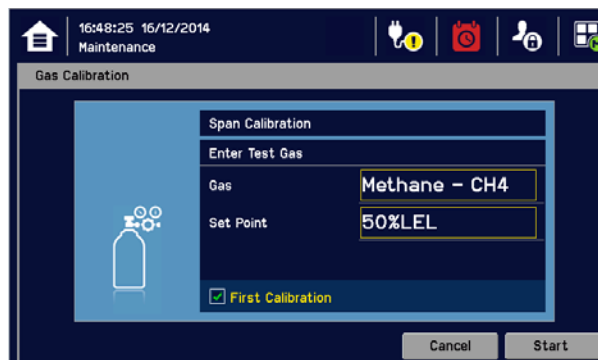 16:48:25 16/12/2014
Maintenance
Gas Calibration
Span Calibration
Enter Test Gas
Gas Methane - CH4
Set Point 50%LEL
First Calibration
Cancel Start